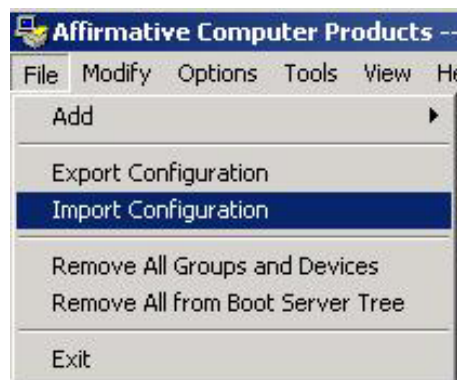 Affirmative Computer Products --
File Modify Options Tools View
Add
Export Configuration
Import Configuration
Remove All Groups and Devices
Remove All from Boot Server Tree
Exit